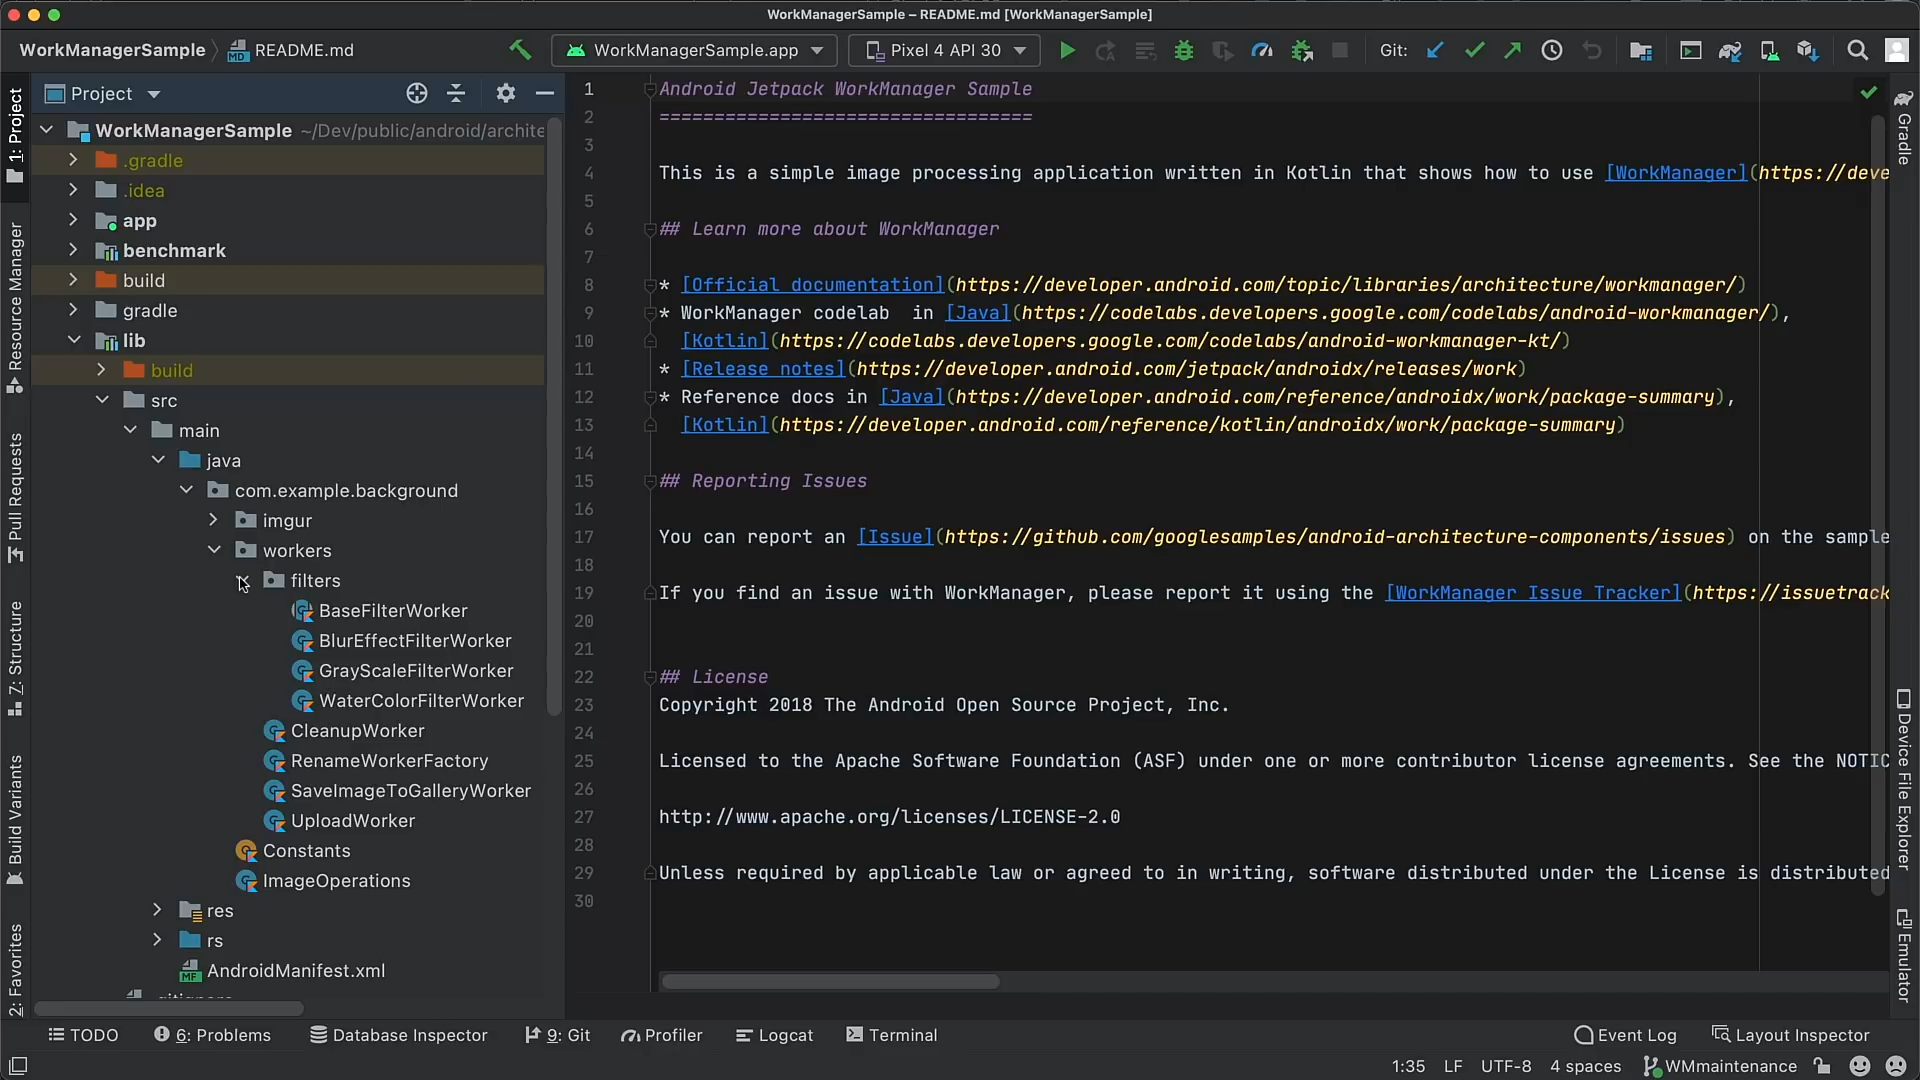 WorkManagerSample – README.md [WorkManagerSample]
WorkManagerSample
README.md
WorkManagerSample.app
Pixel 4 API 30
Git:
1: Project
Resource Manager
Pull Requests
7: Structure
Build Variants
2: Favorites
Project
WorkManagerSample ~/Dev/public/android/archite
.gradle
.idea
app
benchmark
build
gradle
lib
build
src
main
java
com.example.background
imgur
workers
filters
BaseFilterWorker
BlurEffectFilterWorker
GrayScaleFilterWorker
WaterColorFilterWorker
CleanupWorker
RenameWorkerFactory
SaveImageToGalleryWorker
UploadWorker
Constants
ImageOperations
res
rs
AndroidManifest.xml
1 Android Jetpack WorkManager Sample
2 ==================================
3
4 This is a simple image processing application written in Kotlin that shows how to use [WorkManager](https://deve
5
6 ## Learn more about WorkManager
7
8 * [Official documentation](https://developer.android.com/topic/libraries/architecture/workmanager/)
9 * WorkManager codelab  in [Java](https://codelabs.developers.google.com/codelabs/android-workmanager/),
10 [Kotlin](https://codelabs.developers.google.com/codelabs/android-workmanager-kt/)
11 * [Release notes](https://developer.android.com/jetpack/androidx/releases/work)
12 * Reference docs in [Java](https://developer.android.com/reference/androidx/work/package-summary),
13 [Kotlin](https://developer.android.com/reference/kotlin/androidx/work/package-summary)
14
15 ## Reporting Issues
16
17 You can report an [Issue](https://github.com/googlesamples/android-architecture-components/issues) on the sample
18
19 If you find an issue with WorkManager, please report it using the [WorkManager Issue Tracker](https://issuetrack
20
21
22 ## License
23 Copyright 2018 The Android Open Source Project, Inc.
24
25 Licensed to the Apache Software Foundation (ASF) under one or more contributor license agreements. See the NOTIC
26
27 http://www.apache.org/licenses/LICENSE-2.0
28
29 Unless required by applicable law or agreed to in writing, software distributed under the License is distributed
30
Gradle
Device File Explorer
Emulator
TODO
6: Problems
Database Inspector
9: Git
Profiler
Logcat
Terminal
Event Log
Layout Inspector
1:35
LF
UTF-8
4 spaces
WMmaintenance